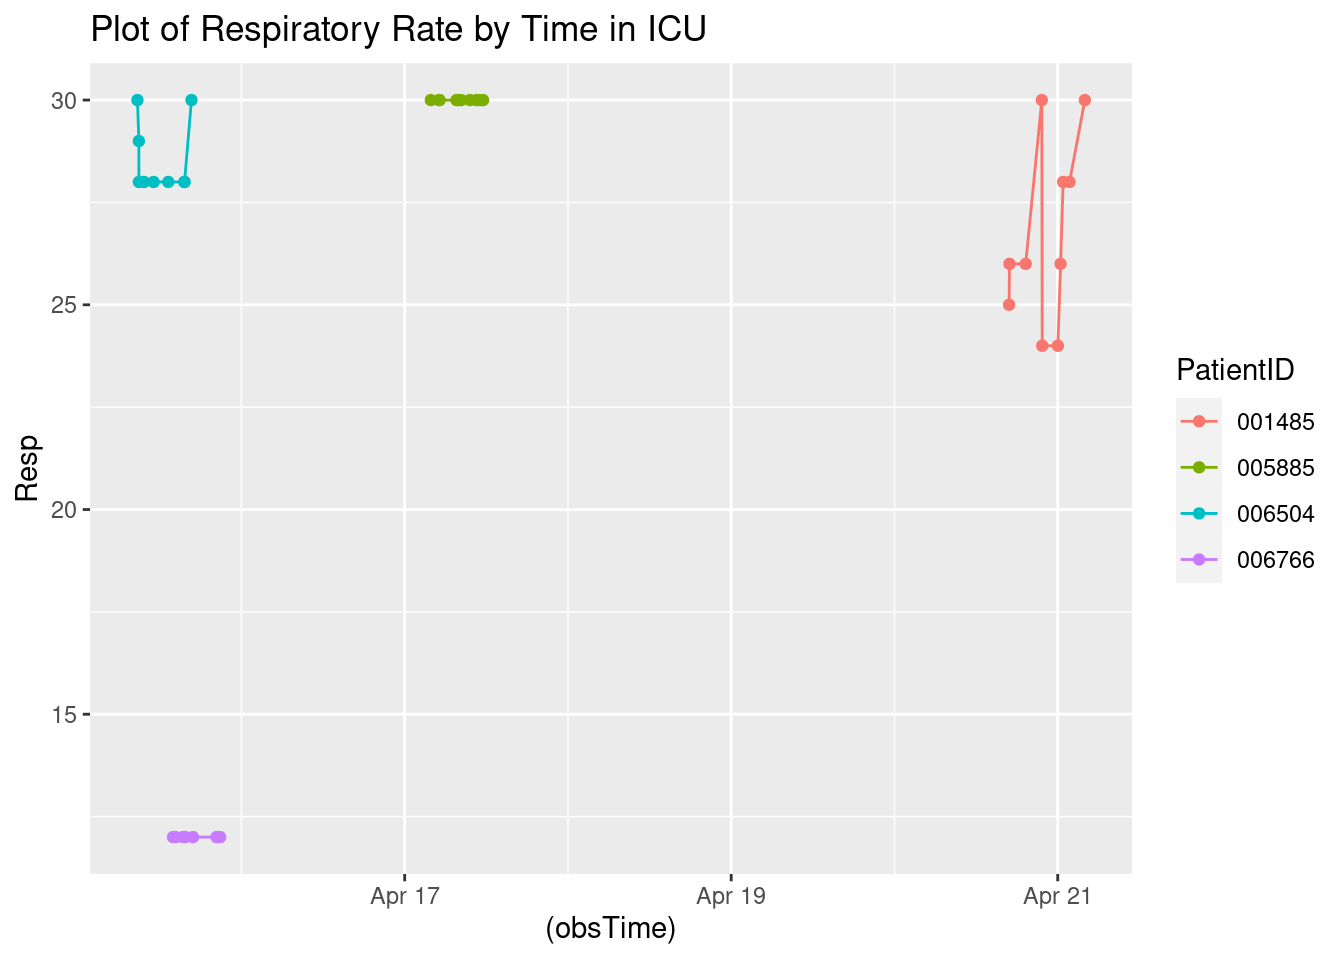 Plot of Respiratory Rate by Time in ICU
30
25
20
15
Resp
Apr 17
Apr 19
Apr 21
(obsTime)
PatientID
001485
005885
006504
006766